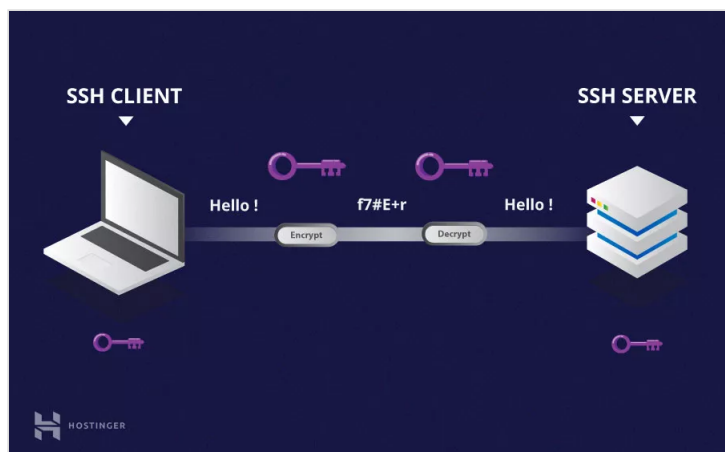 SSH CLIENT
SSH SERVER
Hello !
f7#E+r
Hello !
Encrypt
Decrypt
HOSTINGER